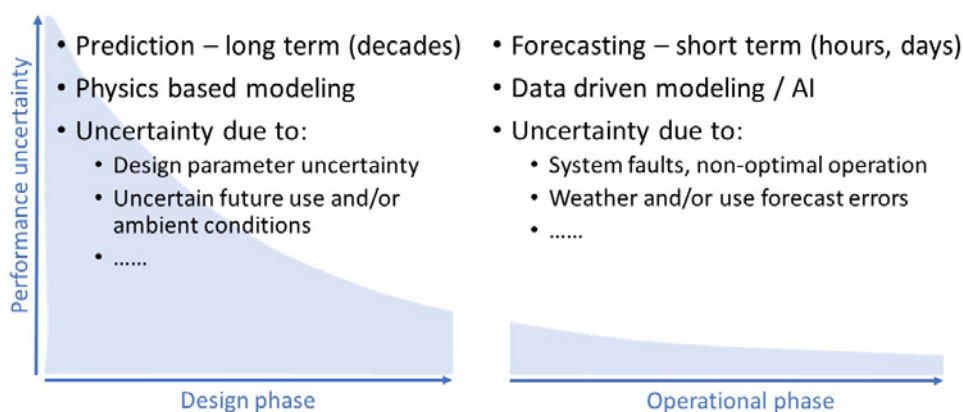 Performance uncertainty
• Prediction – long term (decades)
• Physics based modeling
• Uncertainty due to:
• Design parameter uncertainty
• Uncertain future use and/or
ambient conditions
• ......
Design phase
• Forecasting – short term (hours, days)
• Data driven modeling / AI
• Uncertainty due to:
• System faults, non-optimal operation
• Weather and/or use forecast errors
• ......
Operational phase